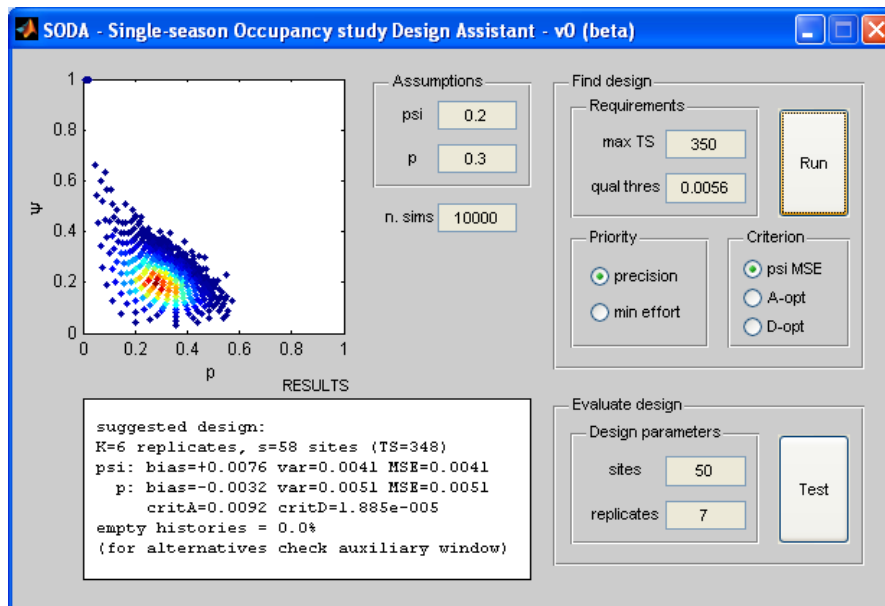 SODA - Single-season Occupancy study Design Assistant - v0 (beta)
1
0.8
0.6
0.4
0.2
0
Ψ
0 0.2 0.4 0.6 0.8 1
p
Assumptions
psi 0.2
p 0.3
n. sims 10000
Find design
Requirements
max TS 350
qual thres 0.0056
Run
Priority
precision
min effort
Criterion
psi MSE
A-opt
D-opt
RESULTS
suggested design:
K=6 replicates, s=58 sites (TS=348)
psi: bias=+0.0076 var=0.0041 MSE=0.0041
p: bias=-0.0032 var=0.0051 MSE=0.0051
critA=0.0092 critD=1.885e-005
empty histories = 0.0%
(for alternatives check auxiliary window)
Evaluate design
Design parameters
sites 50
replicates 7
Test